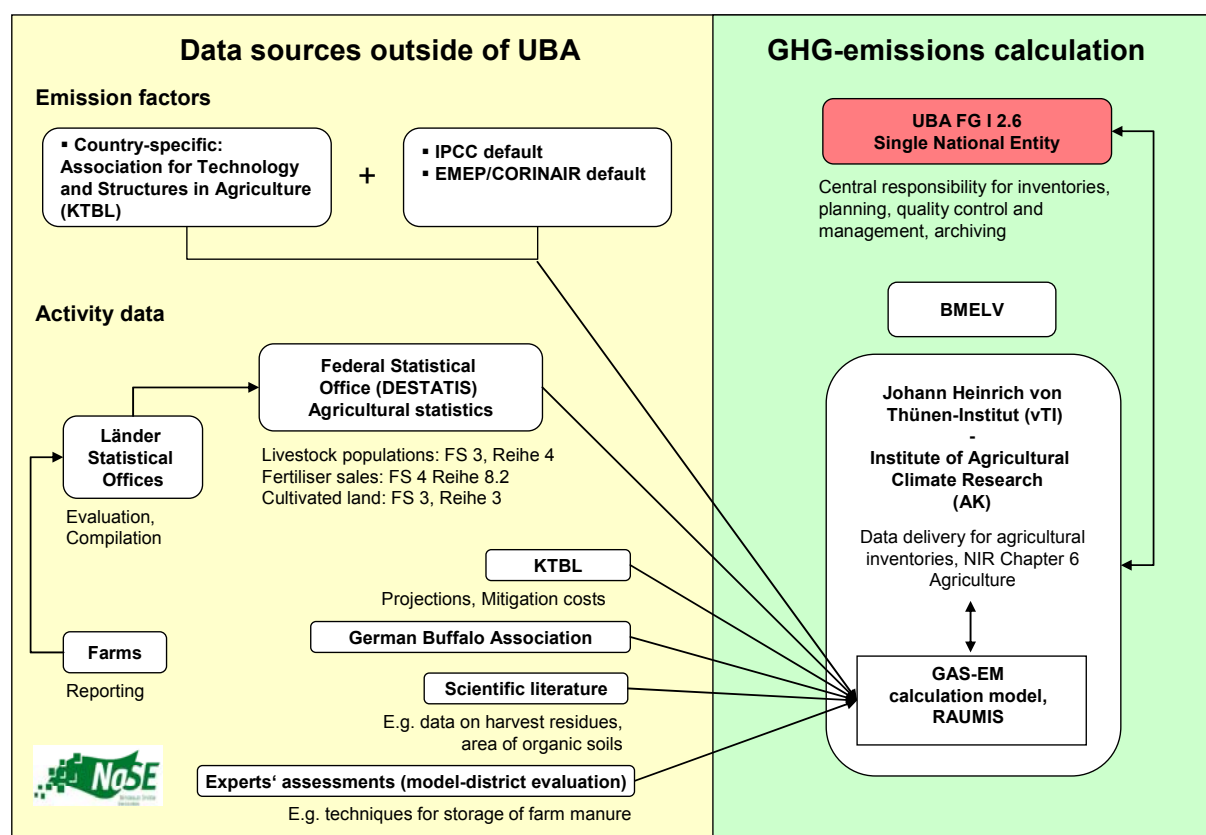 Data sources outside of UBA
Emission factors
▪ Country-specific:
Association for Technology
and Structures in Agriculture
(KTBL)
+
▪ IPCC default
▪ EMEP/CORINAIR default
Activity data
Federal Statistical
Office (DESTATIS)
Agricultural statistics
Livestock populations: FS 3, Reihe 4
Fertiliser sales: FS 4 Reihe 8.2
Cultivated land: FS 3, Reihe 3
Länder
Statistical
Offices
Evaluation,
Compilation
Farms
Reporting
KTBL
Projections, Mitigation costs
German Buffalo Association
Scientific literature
E.g. data on harvest residues,
area of organic soils
Experts‘ assessments (model-district evaluation)
E.g. techniques for storage of farm manure
NaSE
GHG-emissions calculation
UBA FG I 2.6
Single National Entity
Central responsibility for inventories,
planning, quality control and
management, archiving
BMELV
Johann Heinrich von
Thünen-Institut (vTI)
-
Institute of Agricultural
Climate Research
(AK)
Data delivery for agricultural
inventories, NIR Chapter 6
Agriculture
GAS-EM
calculation model,
RAUMIS